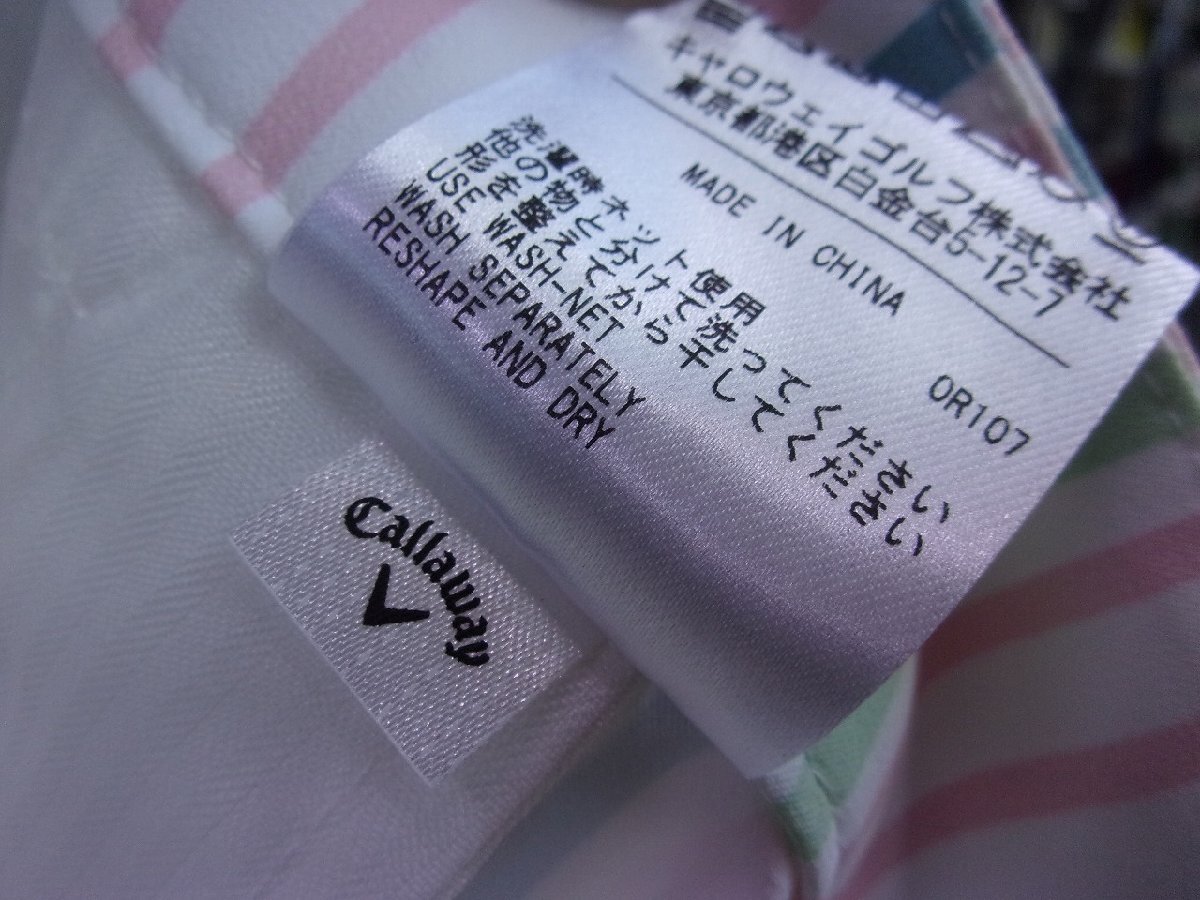 キャロウェイゴルフ株式会社
東京都港区白金台5-12-7
MADE IN CHINA
OR107
洗濯時ネット使用
他の物と分けて洗ってください
形を整えてから干してください
USE WASH-NET
WASH SEPARATELY
RESHAPE AND DRY
Callaway